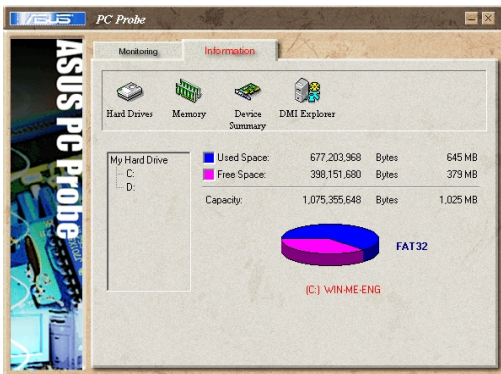 ASUS PC Probe
ASUS PC Probe
Monitoring Information
Hard Drives Memory Device Summary DMI Explorer
My Hard Drive
C:
D:
Used Space: 677,203,968 Bytes 645 MB
Free Space: 398,151,680 Bytes 379 MB
Capacity: 1,075,355,648 Bytes 1,025 MB
FAT32
(C:) WIN-ME-ENG